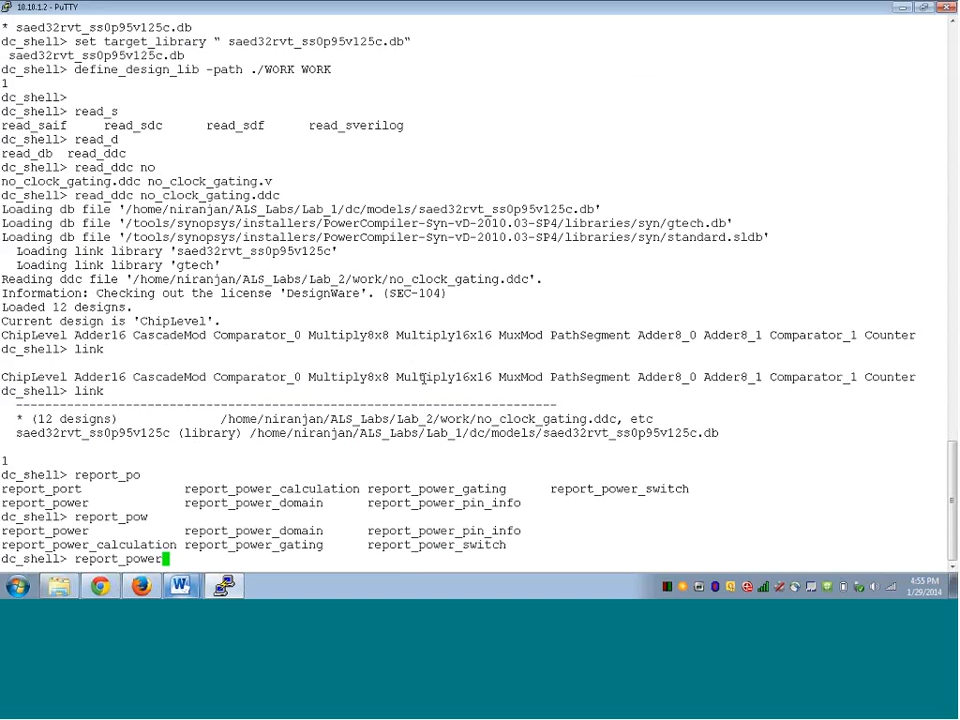 10.10.1.2 - PuTTY
* saed32rvt_ss0p95v125c.db
dc_shell> set target_library " saed32rvt_ss0p95v125c.db"
 saed32rvt_ss0p95v125c.db
dc_shell> define_design_lib -path ./WORK WORK
1
dc_shell>
dc_shell> read_s
read_saif     read_sdc      read_sdf      read_sverilog
dc_shell> read_d
read_db  read_ddc
dc_shell> read_ddc no
no_clock_gating.ddc no_clock_gating.v
dc_shell> read_ddc no_clock_gating.ddc
Loading db file '/home/niranjan/ALS_Labs/Lab_1/dc/models/saed32rvt_ss0p95v125c.db'
Loading db file '/tools/synopsys/installers/PowerCompiler-Syn-vD-2010.03-SP4/libraries/syn/gtech.db'
Loading db file '/tools/synopsys/installers/PowerCompiler-Syn-vD-2010.03-SP4/libraries/syn/standard.sldb'
  Loading link library 'saed32rvt_ss0p95v125c'
  Loading link library 'gtech'
Reading ddc file '/home/niranjan/ALS_Labs/Lab_2/work/no_clock_gating.ddc'.
Information: Checking out the license 'DesignWare'. (SEC-104)
Loaded 12 designs.
Current design is 'ChipLevel'.
ChipLevel Adder16 CascadeMod Comparator_0 Multiply8x8 Multiply16x16 MuxMod PathSegment Adder8_0 Adder8_1 Comparator_1 Counter
dc_shell> link
ChipLevel Adder16 CascadeMod Comparator_0 Multiply8x8 Multiply16x16 MuxMod PathSegment Adder8_0 Adder8_1 Comparator_1 Counter
dc_shell> link
  --------------------------------------------------------------------------
  * (12 designs)              /home/niranjan/ALS_Labs/Lab_2/work/no_clock_gating.ddc, etc
  saed32rvt_ss0p95v125c (library) /home/niranjan/ALS_Labs/Lab_1/dc/models/saed32rvt_ss0p95v125c.db
1
dc_shell> report_po
report_port              report_power_calculation report_power_gating      report_power_switch
report_power             report_power_domain      report_power_pin_info
dc_shell> report_pow
report_power             report_power_domain      report_power_pin_info
report_power_calculation report_power_gating      report_power_switch
dc_shell> report_power
4:55 PM
1/29/2014